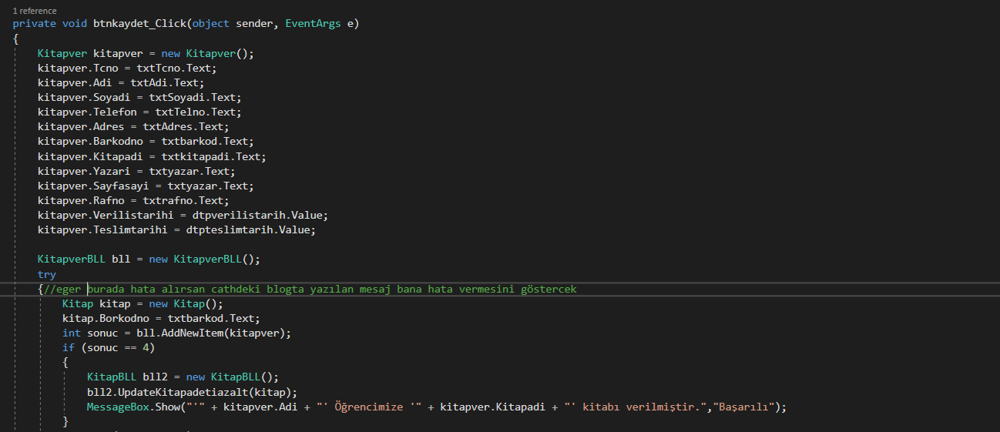 1 reference
private void btnkaydet_Click(object sender, EventArgs e)
{
Kitapver kitapver = new Kitapver();
kitapver.Tcno = txtTcno.Text;
kitapver.Adi = txtAdi.Text;
kitapver.Soyadi = txtSoyadi.Text;
kitapver.Telefon = txtTelno.Text;
kitapver.Adres = txtAdres.Text;
kitapver.Barkodno = txtbarkod.Text;
kitapver.Kitapadi = txtkitapadi.Text;
kitapver.Yazari = txtyazar.Text;
kitapver.Sayfasayi = txtyazar.Text;
kitapver.Rafno = txtrafno.Text;
kitapver.Verilistarihi = dtpverilistarih.Value;
kitapver.Teslimtarihi = dtpteslimtarih.Value;
KitapverBLL bll = new KitapverBLL();
try
{//eger burada hata alırsan cathdeki blogta yazılan mesaj bana hata vermesini göstercek
Kitap kitap = new Kitap();
kitap.Borkodno = txtbarkod.Text;
int sonuc = bll.AddNewItem(kitapver);
if (sonuc == 4)
{
KitapBLL bll2 = new KitapBLL();
bll2.UpdateKitapadetiazalt(kitap);
MessageBox.Show("'" + kitapver.Adi + "' Öğrencimize '" + kitapver.Kitapadi + "' kitabı verilmiştir.","Başarılı");
}